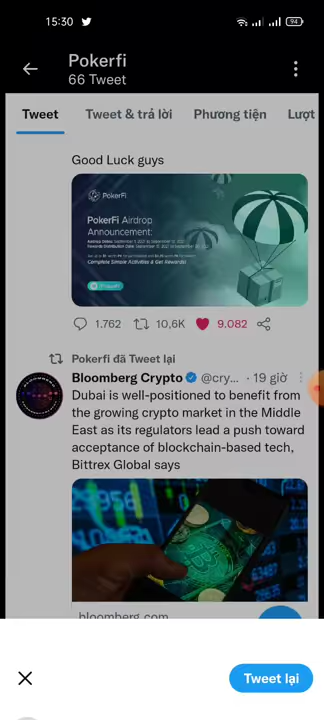 15:30
94
Pokerfi
66 Tweet
Tweet
Tweet & trả lời
Phương tiện
Lượt
Good Luck guys
PokerFi
PokerFi Airdrop
Announcement:
Complete Simple Activities & Get Rewards!
1.762
10,6K
9.082
Pokerfi đã Tweet lại
Bloomberg Crypto @cry... · 19 giờ
Dubai is well-positioned to benefit from
the growing crypto market in the Middle
East as its regulators lead a push toward
acceptance of blockchain-based tech,
Bittrex Global says
bloomberg.com
Tweet lại